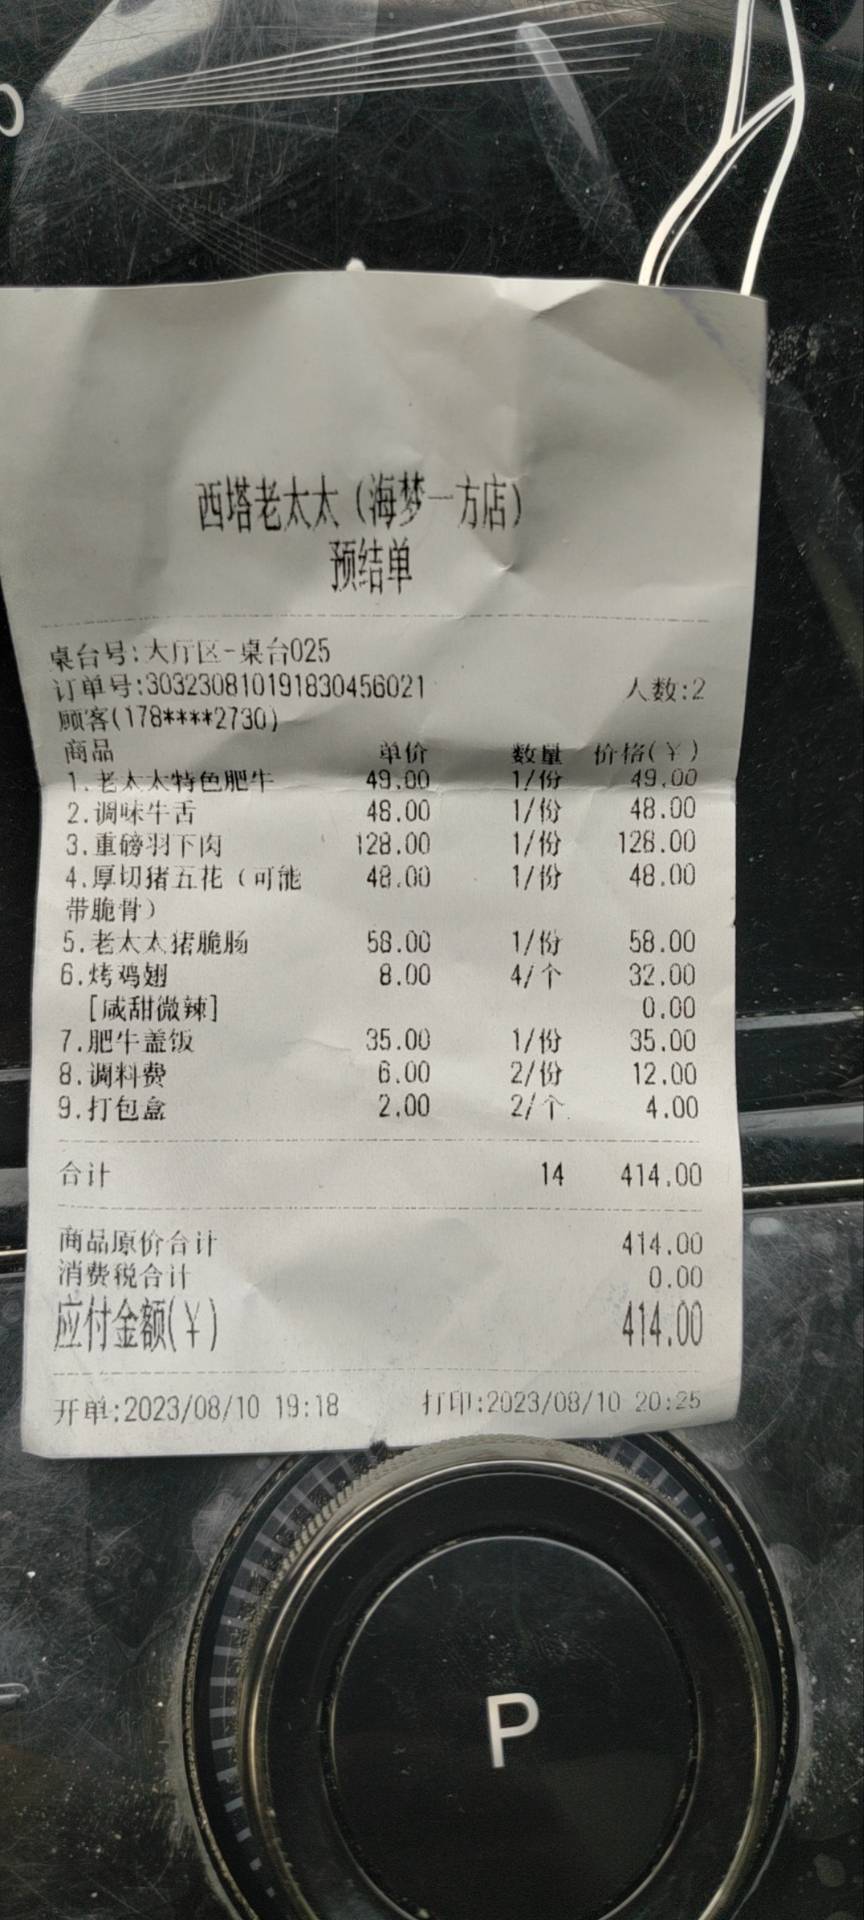 西塔老太太（海梦一方店）
预结单
桌台号:大厅区-桌台025
订单号:303230810191830456021 人数:2
顾客(178****2730)
商品 单价 数量 价格(￥)
1.老太太特色肥牛 49.00 1/份 49.00
2.调味牛舌 48.00 1/份 48.00
3.重磅羽下肉 128.00 1/份 128.00
4.厚切猪五花（可能 48.00 1/份 48.00
带脆骨）
5.老太太猪脆肠 58.00 1/份 58.00
6.烤鸡翅 8.00 4/个 32.00
[咸甜微辣] 0.00
7.肥牛盖饭 35.00 1/份 35.00
8.调料费 6.00 2/份 12.00
9.打包盒 2.00 2/个 4.00
合计 14 414.00
商品原价合计 414.00
消费税合计 0.00
应付金额(￥) 414.00
开单:2023/08/10 19:18 打印:2023/08/10 20:25
P